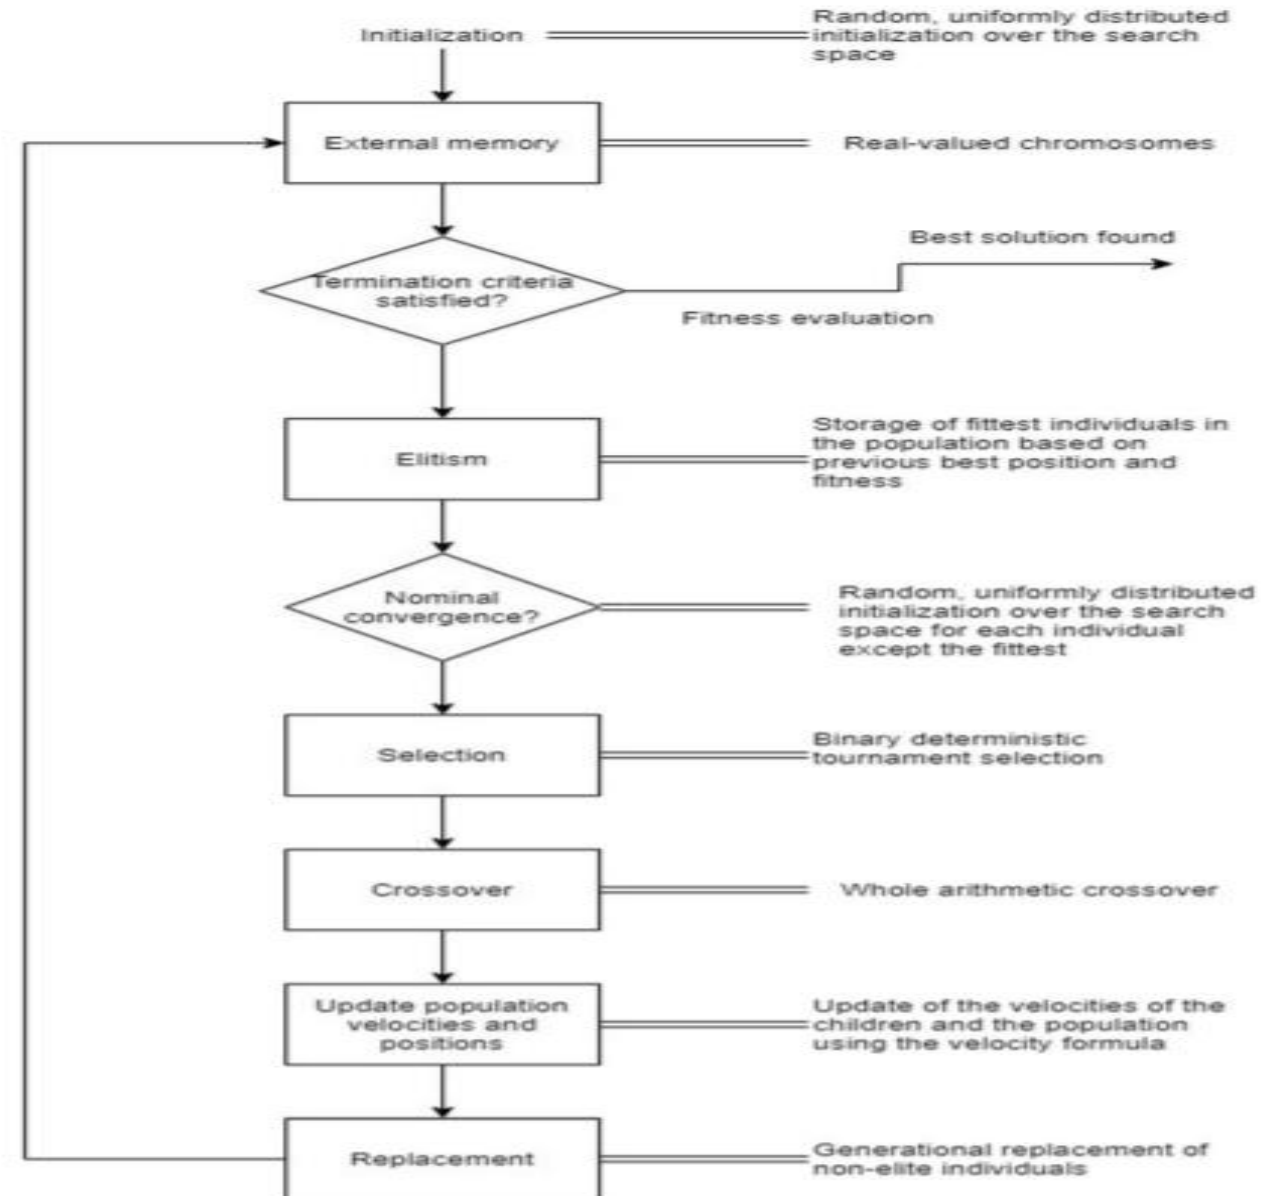 Initialization
Random, uniformly distributed
initialization over the search
space
External memory
Real-valued chromosomes
Termination criteria
satisfied?
Best solution found
Fitness evaluation
Elitism
Storage of fittest individuals in
the population based on
previous best position and
fitness
Nominal
convergence?
Random, uniformly distributed
initialization over the search
space for each individual
except the fittest
Selection
Binary deterministic
tournament selection
Crossover
Whole arithmetic crossover
Update population
velocities and
positions
Update of the velocities of the
children and the population
using the velocity formula
Replacement
Generational replacement of
non-elite individuals